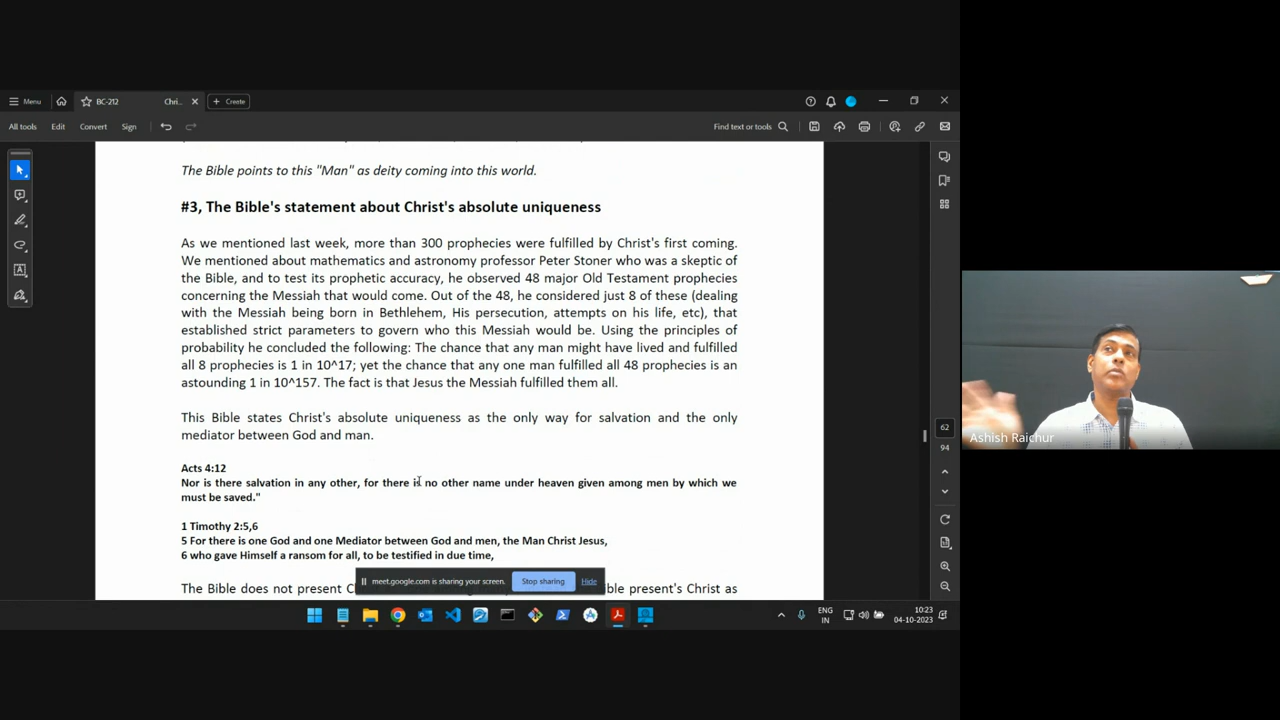 Menu
BC-212
Chri...
Create
All tools
Edit
Convert
Sign
Find text or tools
The Bible points to this "Man" as deity coming into this world.
#3, The Bible's statement about Christ's absolute uniqueness
As we mentioned last week, more than 300 prophecies were fulfilled by Christ's first coming.
We mentioned about mathematics and astronomy professor Peter Stoner who was a skeptic of
the Bible, and to test its prophetic accuracy, he observed 48 major Old Testament prophecies
concerning the Messiah that would come. Out of the 48, he considered just 8 of these (dealing
with the Messiah being born in Bethlehem, His persecution, attempts on his life, etc), that
established strict parameters to govern who this Messiah would be. Using the principles of
probability he concluded the following: The chance that any man might have lived and fulfilled
all 8 prophecies is 1 in 10^17; yet the chance that any one man fulfilled all 48 prophecies is an
astounding 1 in 10^157. The fact is that Jesus the Messiah fulfilled them all.
This Bible states Christ's absolute uniqueness as the only way for salvation and the only
mediator between God and man.
Acts 4:12
Nor is there salvation in any other, for there is no other name under heaven given among men by which we
must be saved."
1 Timothy 2:5,6
5 For there is one God and one Mediator between God and men, the Man Christ Jesus,
6 who gave Himself a ransom for all, to be testified in due time,
The Bible does not present
present's Christ as
meet.google.com is sharing your screen.
Stop sharing
Hide
62
94
ENG
IN
10:23
04-10-2023
Ashish Raichur